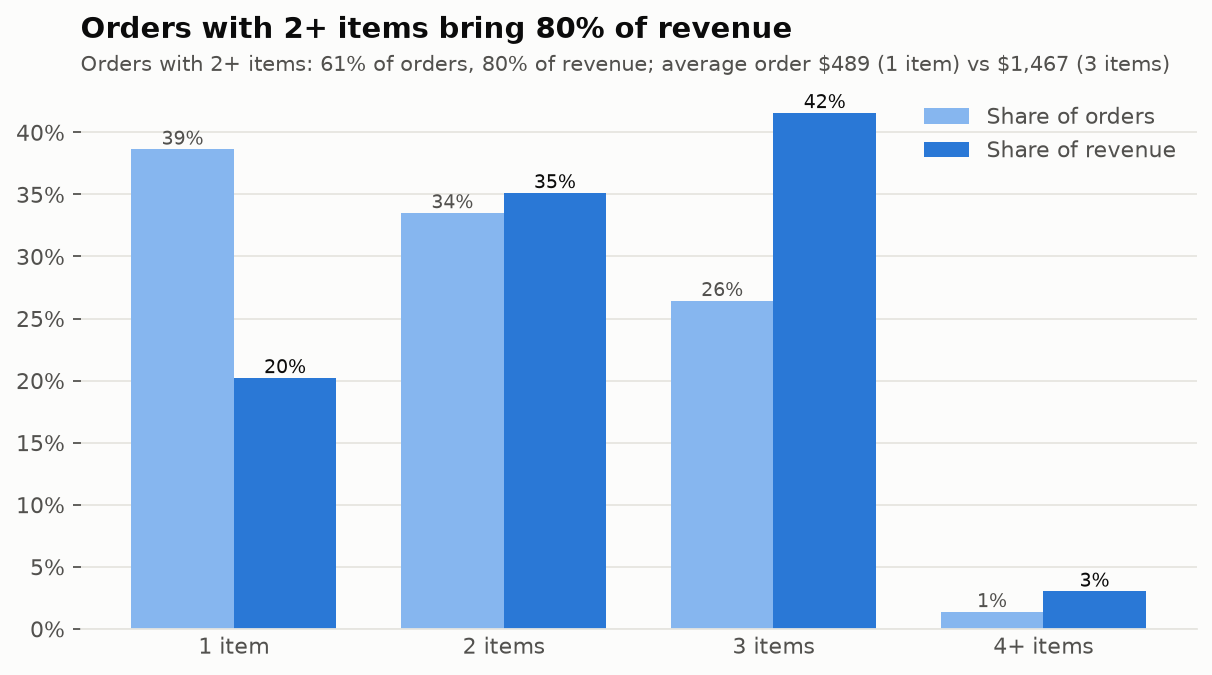 Orders with 2+ items bring 80% of revenue
Orders with 2+ items: 61% of orders, 80% of revenue; average order $489 (1 item) vs $1,467 (3 items)
Share of orders
Share of revenue
40%
35%
30%
25%
20%
15%
10%
5%
0%
39%
20%
34%
35%
26%
42%
1%
3%
1 item
2 items
3 items
4+ items